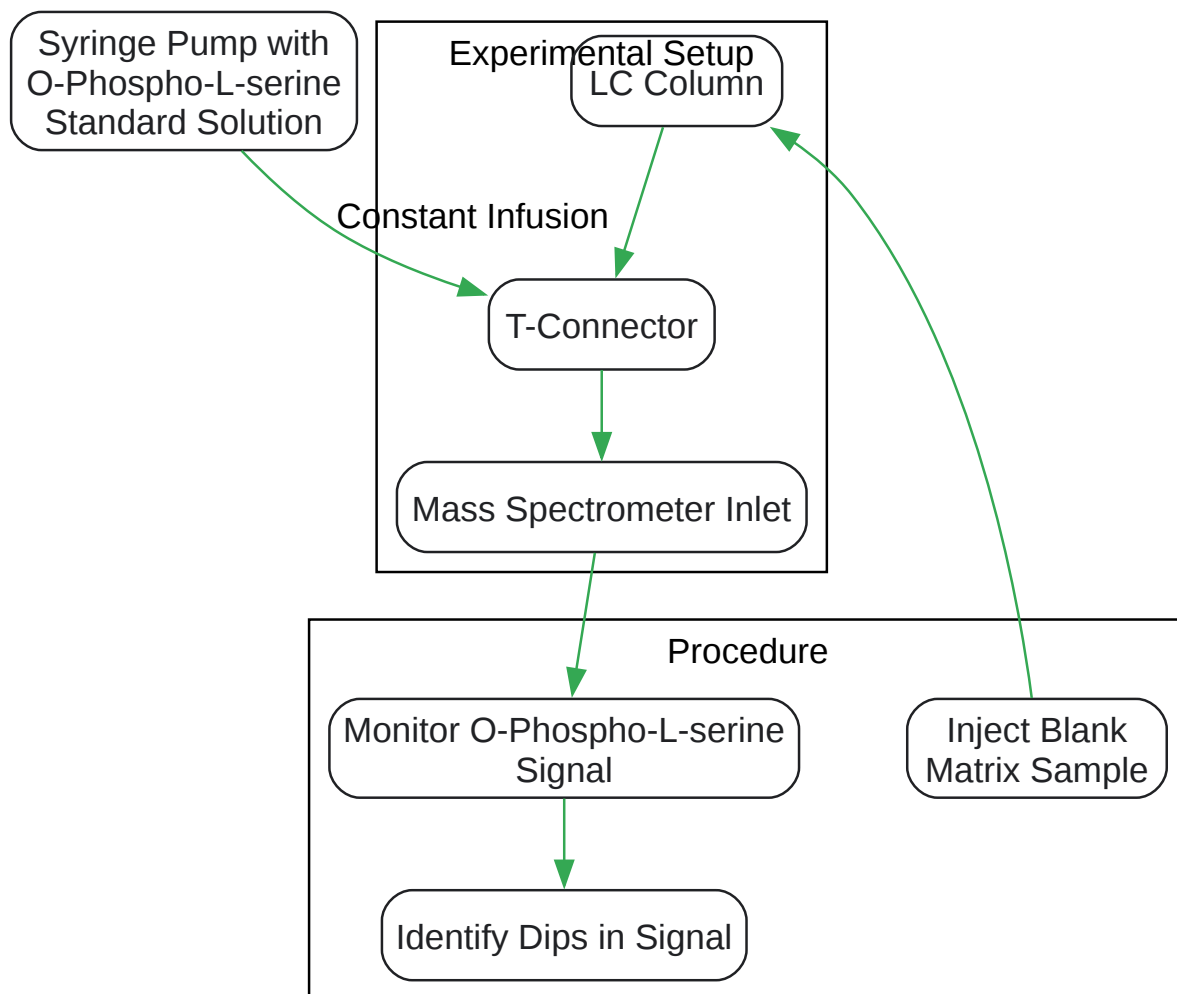 Syringe Pump with
O-Phospho-L-serine
Standard Solution
Experimental Setup
LC Column
Constant Infusion
T-Connector
Mass Spectrometer Inlet
Procedure
Monitor O-Phospho-L-serine
Signal
Inject Blank
Matrix Sample
Identify Dips in Signal